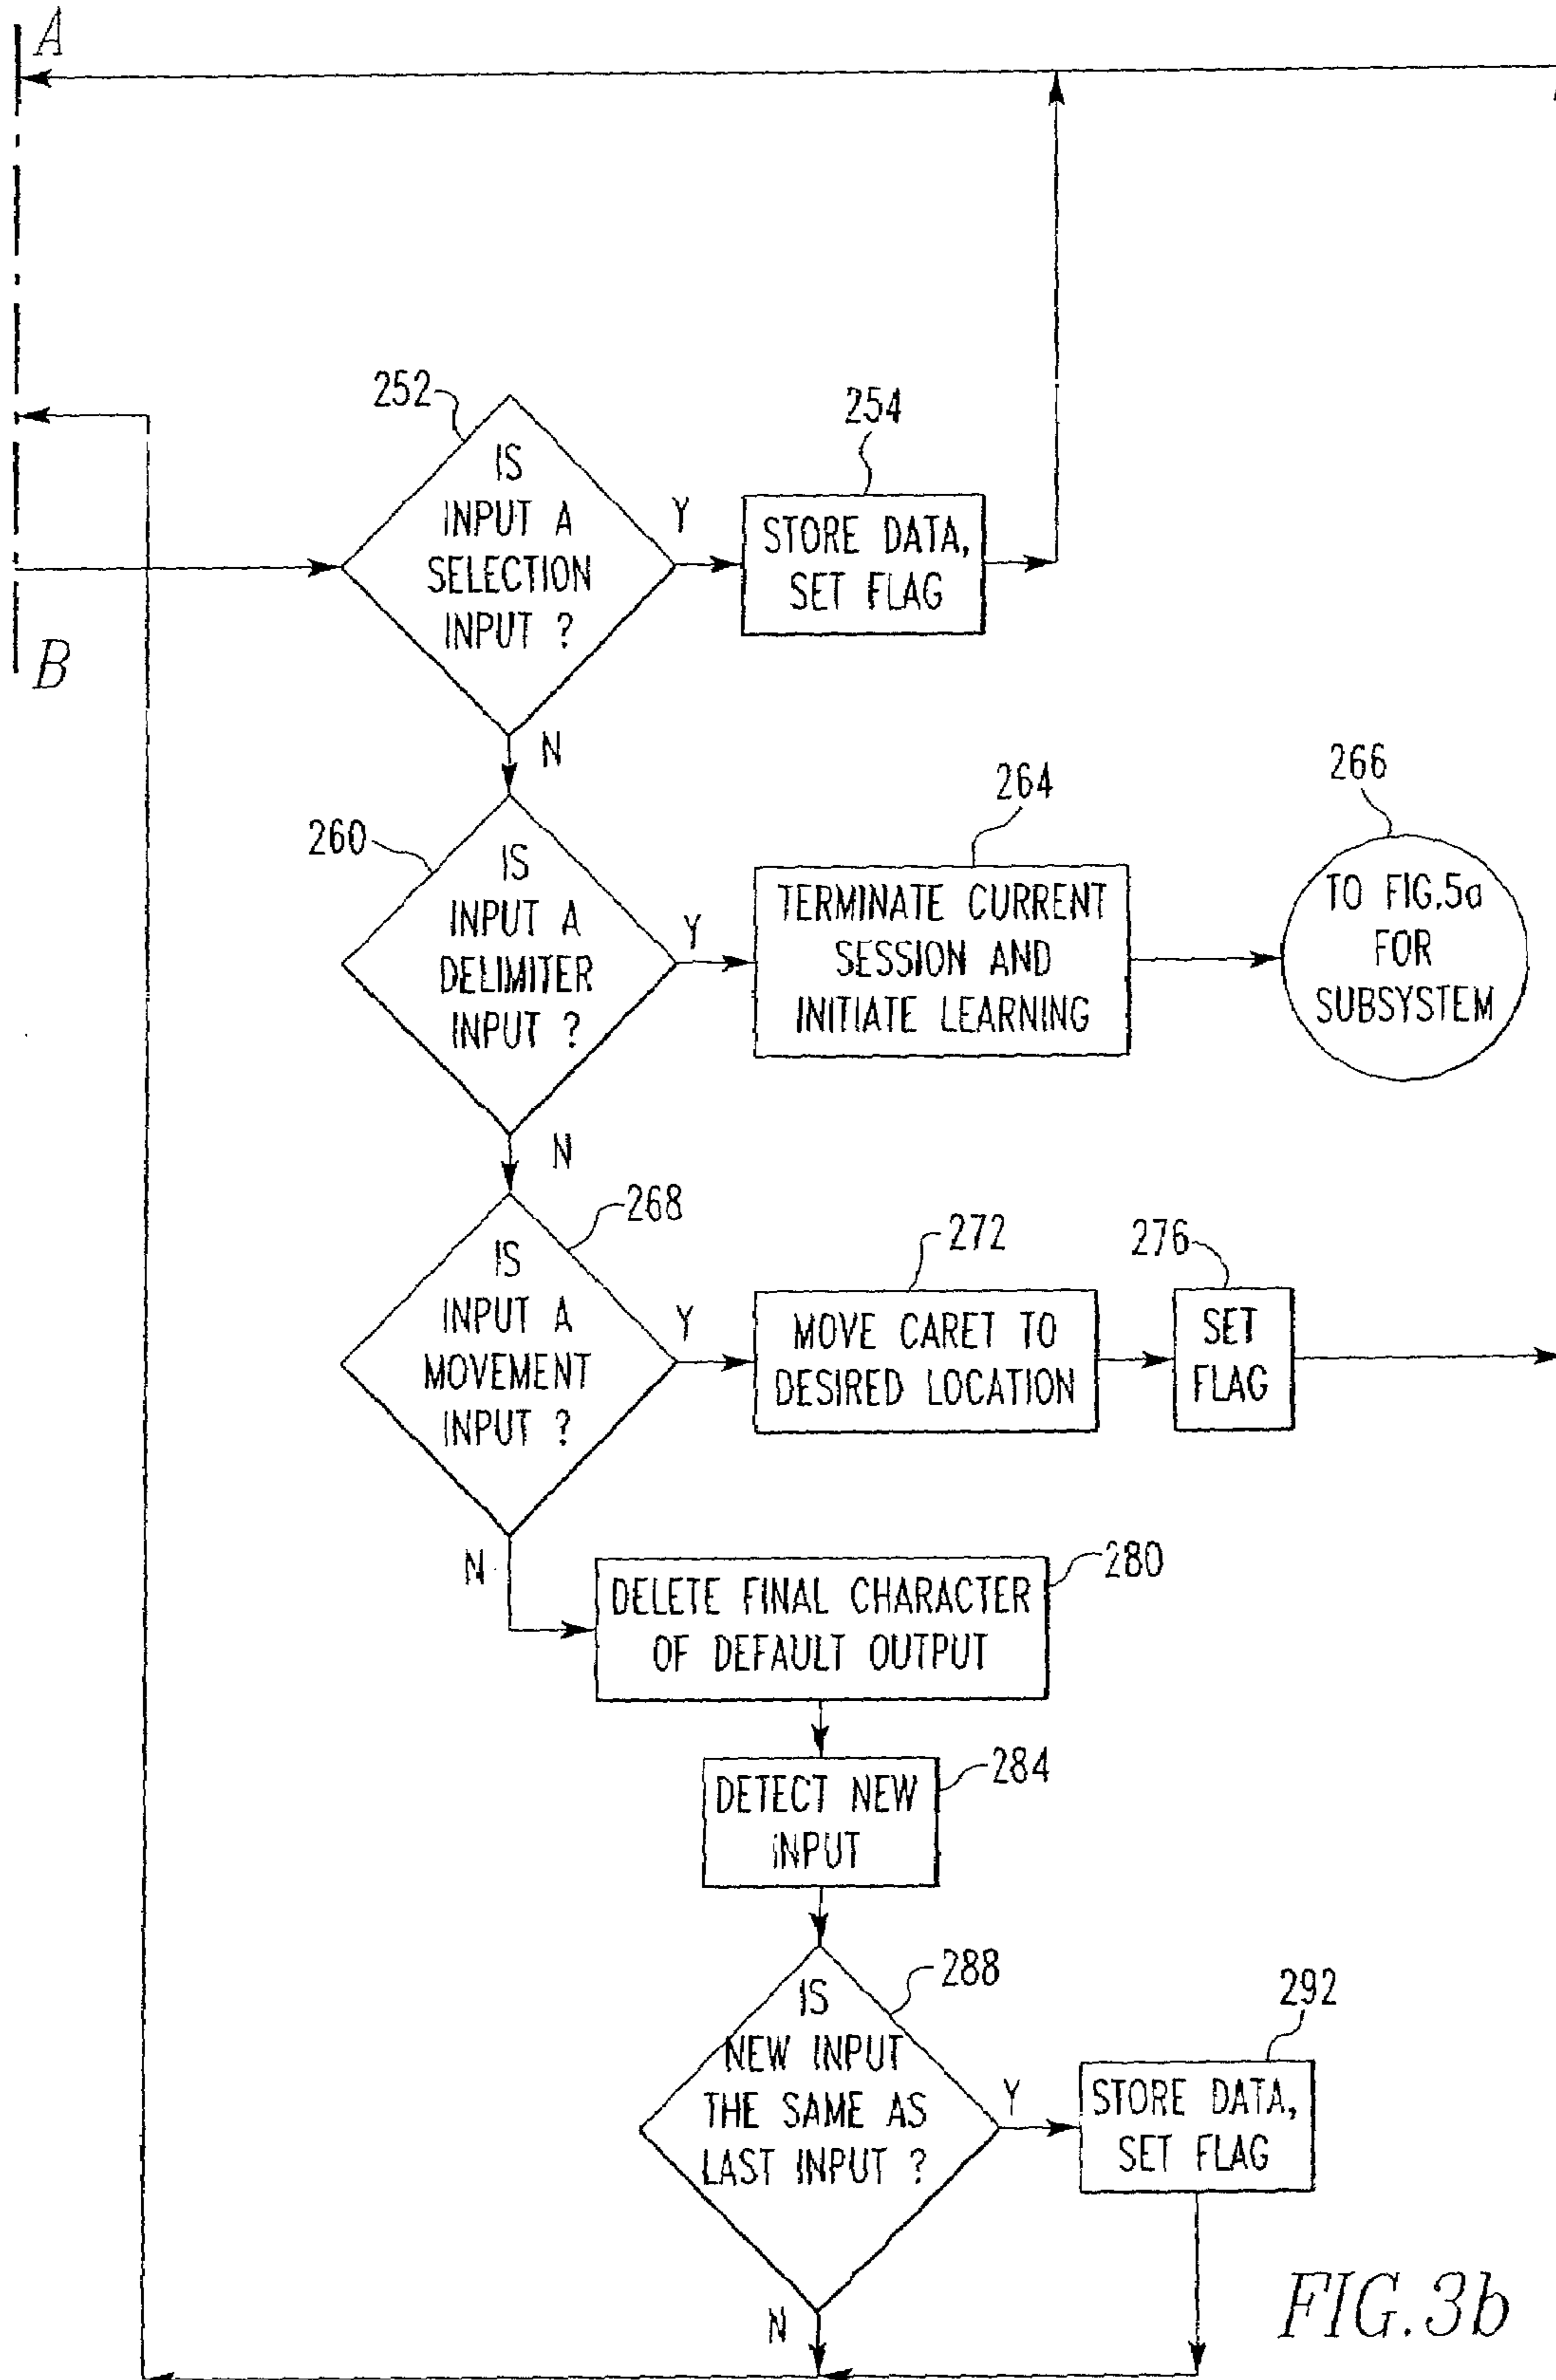 A
252
IS
INPUT A
SELECTION
INPUT ?
Y
254
STORE DATA,
SET FLAG
B
N
260
IS
INPUT A
DELIMITER
INPUT ?
Y
264
TERMINATE CURRENT
SESSION AND
INITIATE LEARNING
266
TO FIG.5a
FOR
SUBSYSTEM
N
268
IS
INPUT A
MOVEMENT
INPUT ?
Y
272
MOVE CARET TO
DESIRED LOCATION
276
SET
FLAG
N
280
DELETE FINAL CHARACTER
OF DEFAULT OUTPUT
284
DETECT NEW
INPUT
288
IS
NEW INPUT
THE SAME AS
LAST INPUT ?
Y
292
STORE DATA,
SET FLAG
N
FIG.3b